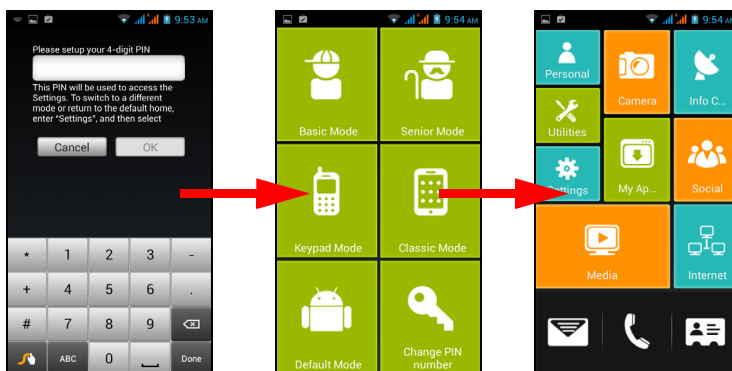 9:53 AM
Please setup your 4-digit PIN
This PIN will be used to access the
Settings. To switch to a different
mode or return to the default home,
enter "Settings", and then select
Cancel
OK
* 1 2 3 -
+ 4 5 6 .
# 7 8 9
ABC 0 Done
9:54 AM
Basic Mode
Senior Mode
Keypad Mode
Classic Mode
Default Mode
Change PIN
number
9:54 AM
Personal
Camera
Info C...
Utilities
Settings
My Ap...
Social
Media
Internet